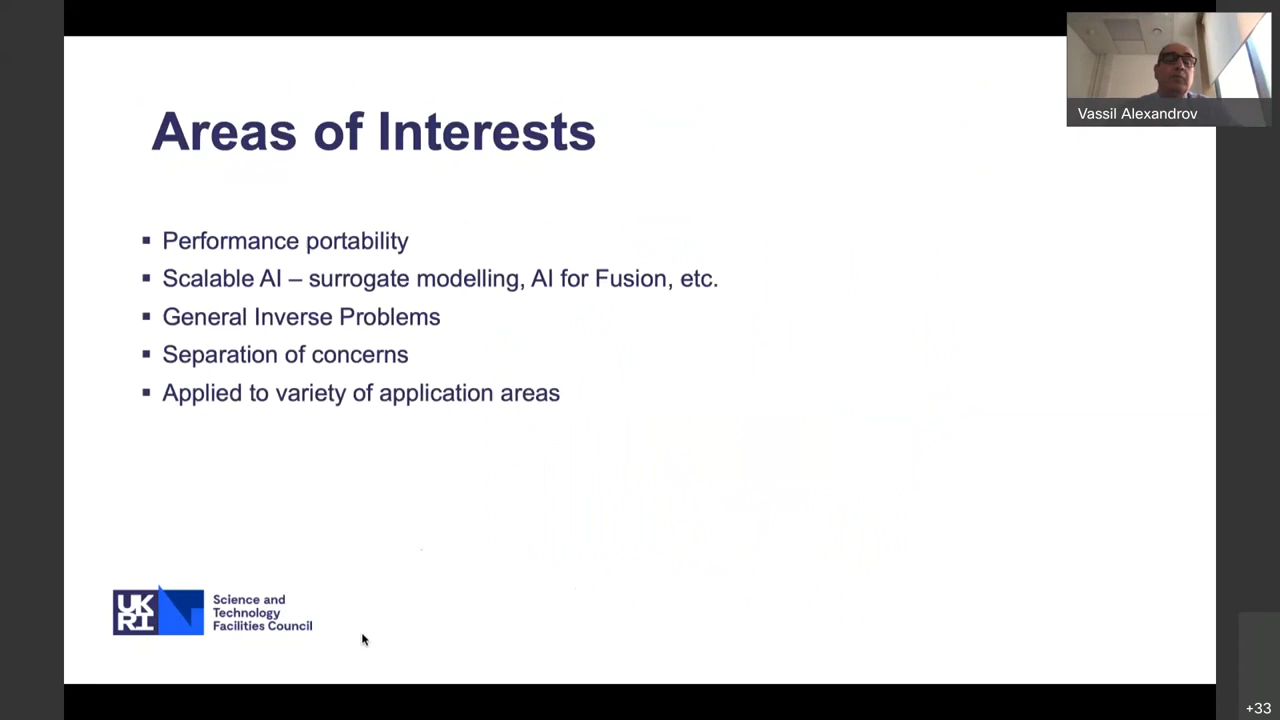 Areas of Interests
Vassil Alexandrov
▪ Performance portability
▪ Scalable AI – surrogate modelling, AI for Fusion, etc.
▪ General Inverse Problems
▪ Separation of concerns
▪ Applied to variety of application areas
UK
RI
Science and
Technology
Facilities Council
+33